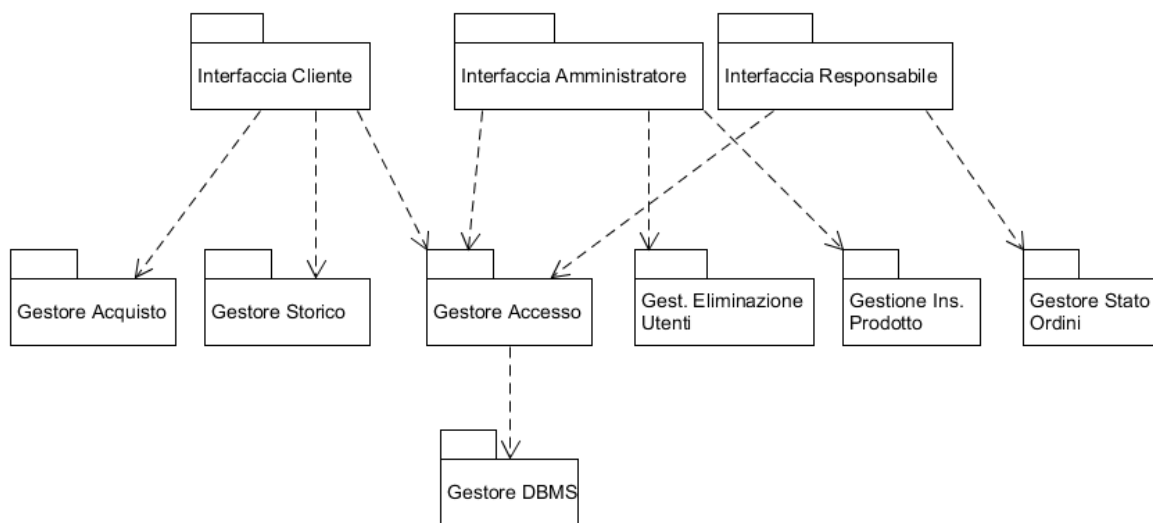 Interfaccia Cliente
Interfaccia Amministratore
Interfaccia Responsabile
Gestore Acquisto
Gestore Storico
Gestore Accesso
Gest. Eliminazione
Utenti
Gestione Ins.
Prodotto
Gestore Stato
Ordini
Gestore DBMS